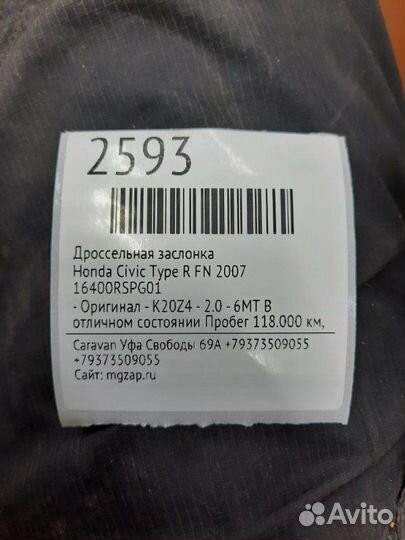 2593
Дроссельная заслонка
Honda Civic Type R FN 2007
16400RSPG01
- Оригинал - K20Z4 - 2.0 - 6MT В
отличном состоянии Пробег 118.000 км,
Caravan Уфа Свободы 69А +79373509055
+79373509055
Сайт: mgzap.ru
Avito